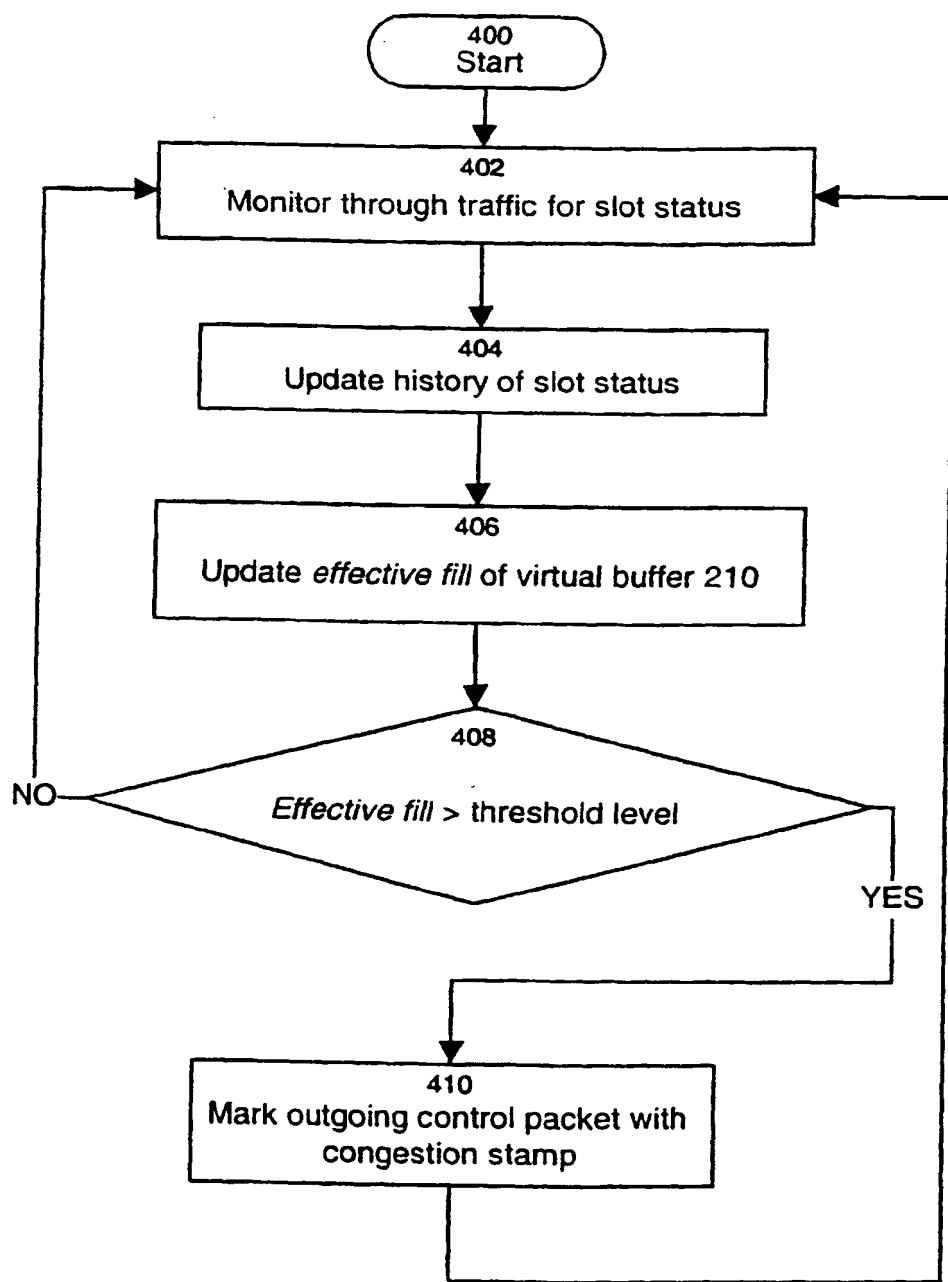 400
Start
402
Monitor through traffic for slot status
404
Update history of slot status
406
Update effective fill of virtual buffer 210
408
Effective fill > threshold level
NO
YES
410
Mark outgoing control packet with
congestion stamp